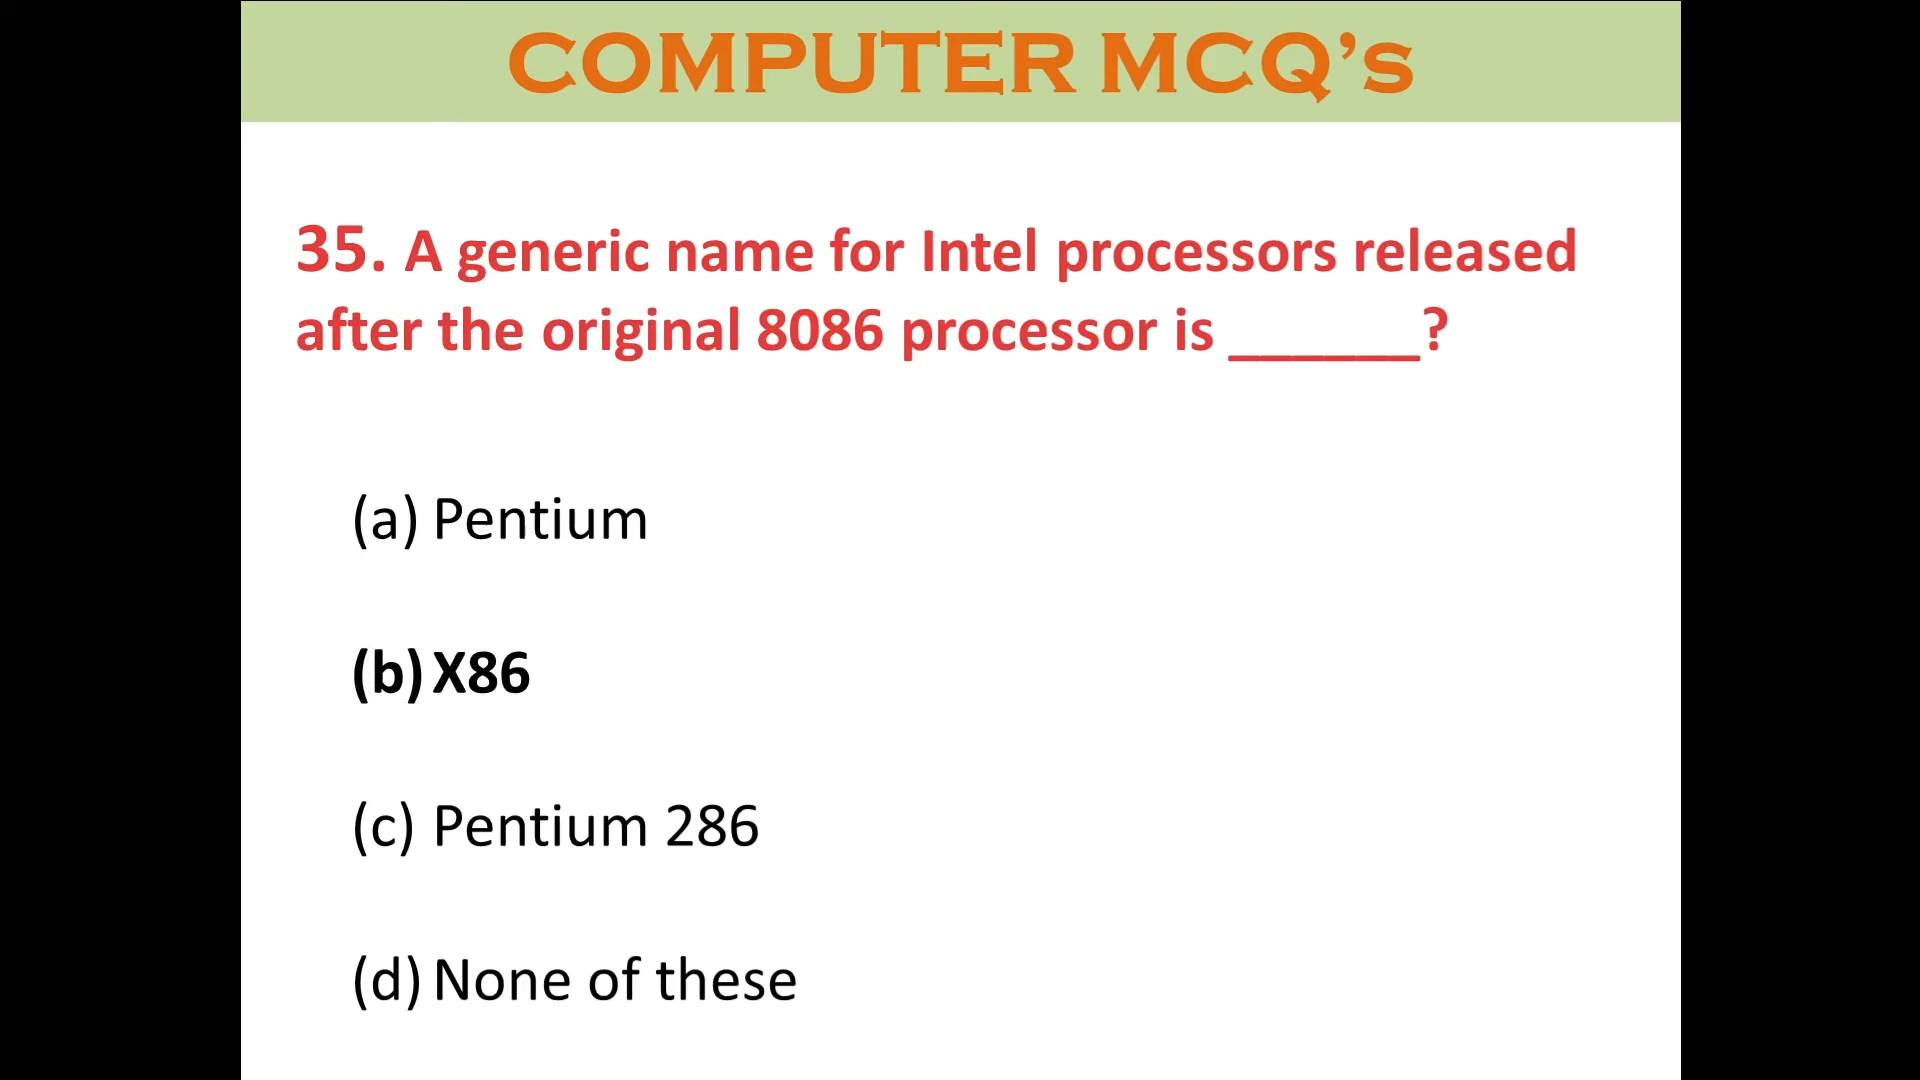 COMPUTER MCQ’s
35. A generic name for Intel processors released
after the original 8086 processor is ______?
(a) Pentium
(b) X86
(c) Pentium 286
(d) None of these